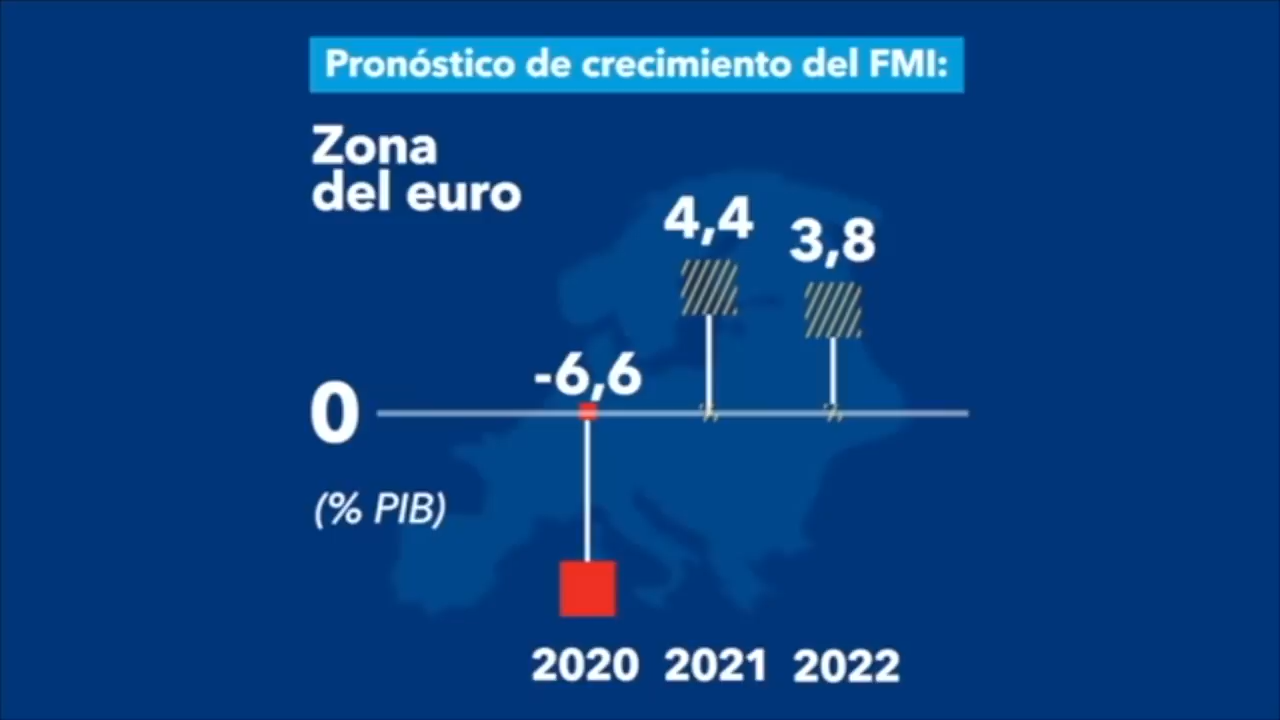 Pronóstico de crecimiento del FMI:
Zona
del euro
4,4
3,8
-6,6
0
(% PIB)
2020 2021 2022